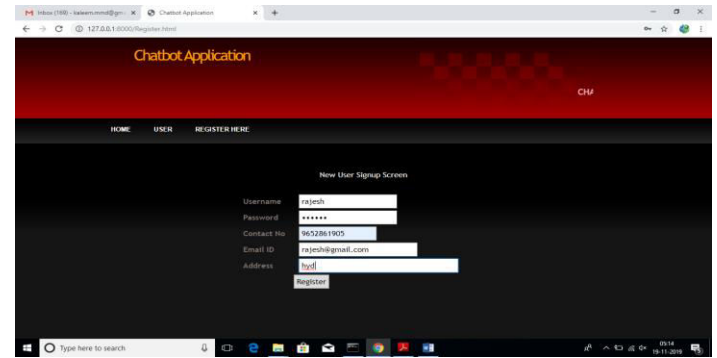 Inbox (169) - kaleem.mmd@gm
Chatbot Application
127.0.0.1:8000/Register.html
Chatbot Application
CHA
HOME USER REGISTER HERE
New User Signup Screen
Username rajesh
Password ••••••
Contact No 9652861905
Email ID rajesh@gmail.com
Address hyd
Register
Type here to search
05:14
19-11-2019